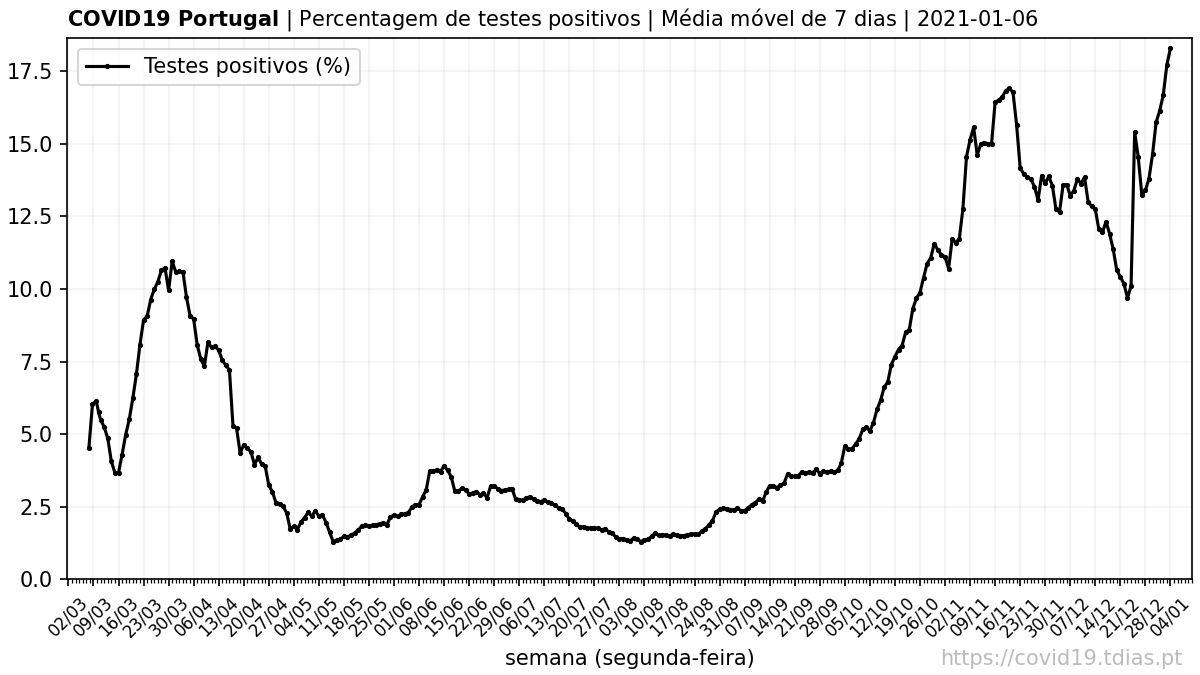 COVID19 Portugal | Percentagem de testes positivos | Média móvel de 7 dias | 2021-01-06
Testes positivos (%)
17.5
15.0
12.5
10.0
7.5
5.0
2.5
0.0
02/03 09/03 16/03 23/03 30/03 06/04 13/04 20/04 27/04 04/05 11/05 18/05 25/05 01/06 08/06 15/06 22/06 29/06 06/07 13/07 20/07 27/07 03/08 10/08 17/08 24/08 31/08 07/09 14/09 21/09 28/09 05/10 12/10 19/10 26/10 02/11 09/11 16/11 23/11 30/11 07/12 14/12 21/12 28/12 04/01
semana (segunda-feira)
https://covid19.tdias.pt